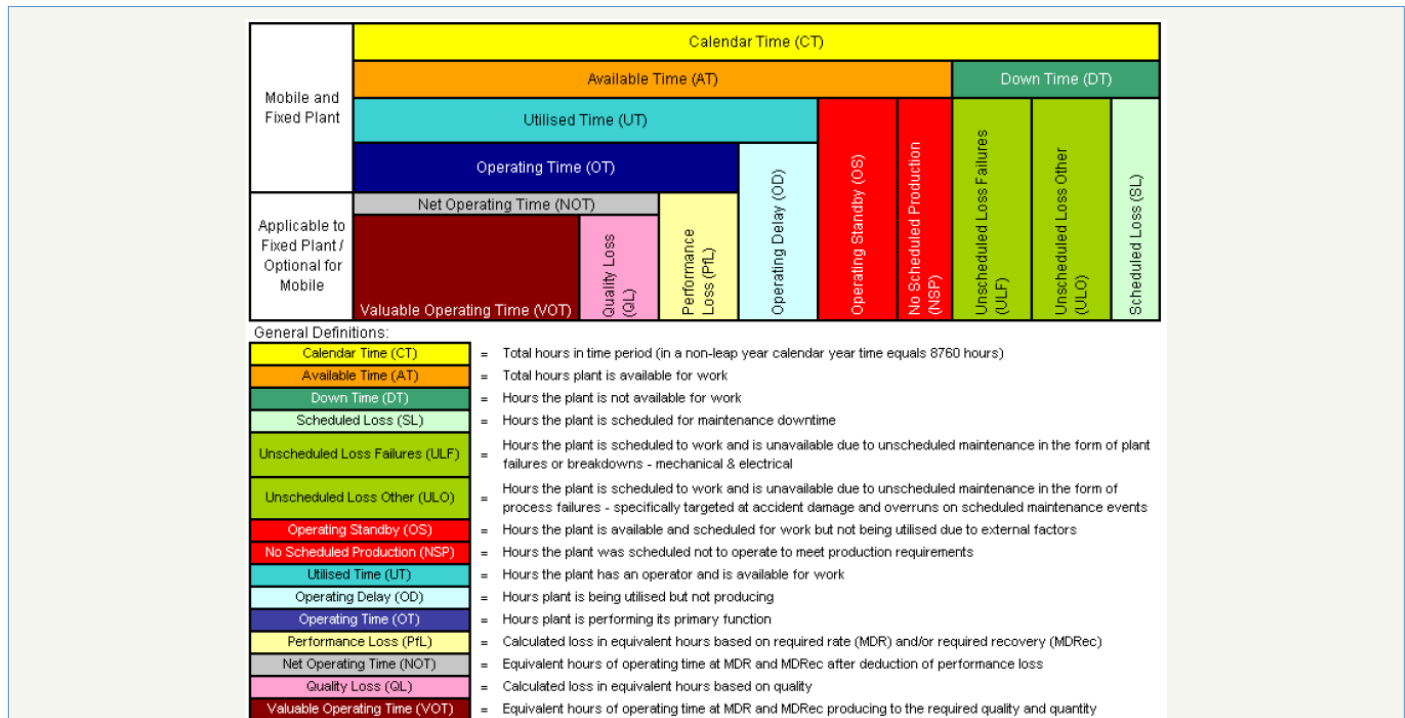 Calendar Time (CT)
Available Time (AT)
Down Time (DT)
Mobile and
Fixed Plant
Utilised Time (UT)
Operating Time (OT)
Net Operating Time (NOT)
Applicable to
Fixed Plant /
Optional for
Mobile
Valuable Operating Time (VOT)
Quality Loss
(QL)
Performance
Loss (PfL)
Operating Delay (OD)
Operating Standby (OS)
No Scheduled Production
(NSP)
Unscheduled Loss Failures
(ULF)
Unscheduled Loss Other
(ULO)
Scheduled Loss (SL)
General Definitions:
Calendar Time (CT) = Total hours in time period (in a non-leap year calendar year time equals 8760 hours)
Available Time (AT) = Total hours plant is available for work
Down Time (DT) = Hours the plant is not available for work
Scheduled Loss (SL) = Hours the plant is scheduled for maintenance downtime
Unscheduled Loss Failures (ULF) = Hours the plant is scheduled to work and is unavailable due to unscheduled maintenance in the form of plant
failures or breakdowns - mechanical & electrical
Unscheduled Loss Other (ULO) = Hours the plant is scheduled to work and is unavailable due to unscheduled maintenance in the form of
process failures - specifically targeted at accident damage and overruns on scheduled maintenance events
Operating Standby (OS) = Hours the plant is available and scheduled for work but not being utilised due to external factors
No Scheduled Production (NSP) = Hours the plant was scheduled not to operate to meet production requirements
Utilised Time (UT) = Hours the plant has an operator and is available for work
Operating Delay (OD) = Hours plant is being utilised but not producing
Operating Time (OT) = Hours plant is performing its primary function
Performance Loss (PfL) = Calculated loss in equivalent hours based on required rate (MDR) and/or required recovery (MDRec)
Net Operating Time (NOT) = Equivalent hours of operating time at MDR and MDRec after deduction of performance loss
Quality Loss (QL) = Calculated loss in equivalent hours based on quality
Valuable Operating Time (VOT) = Equivalent hours of operating time at MDR and MDRec producing to the required quality and quantity